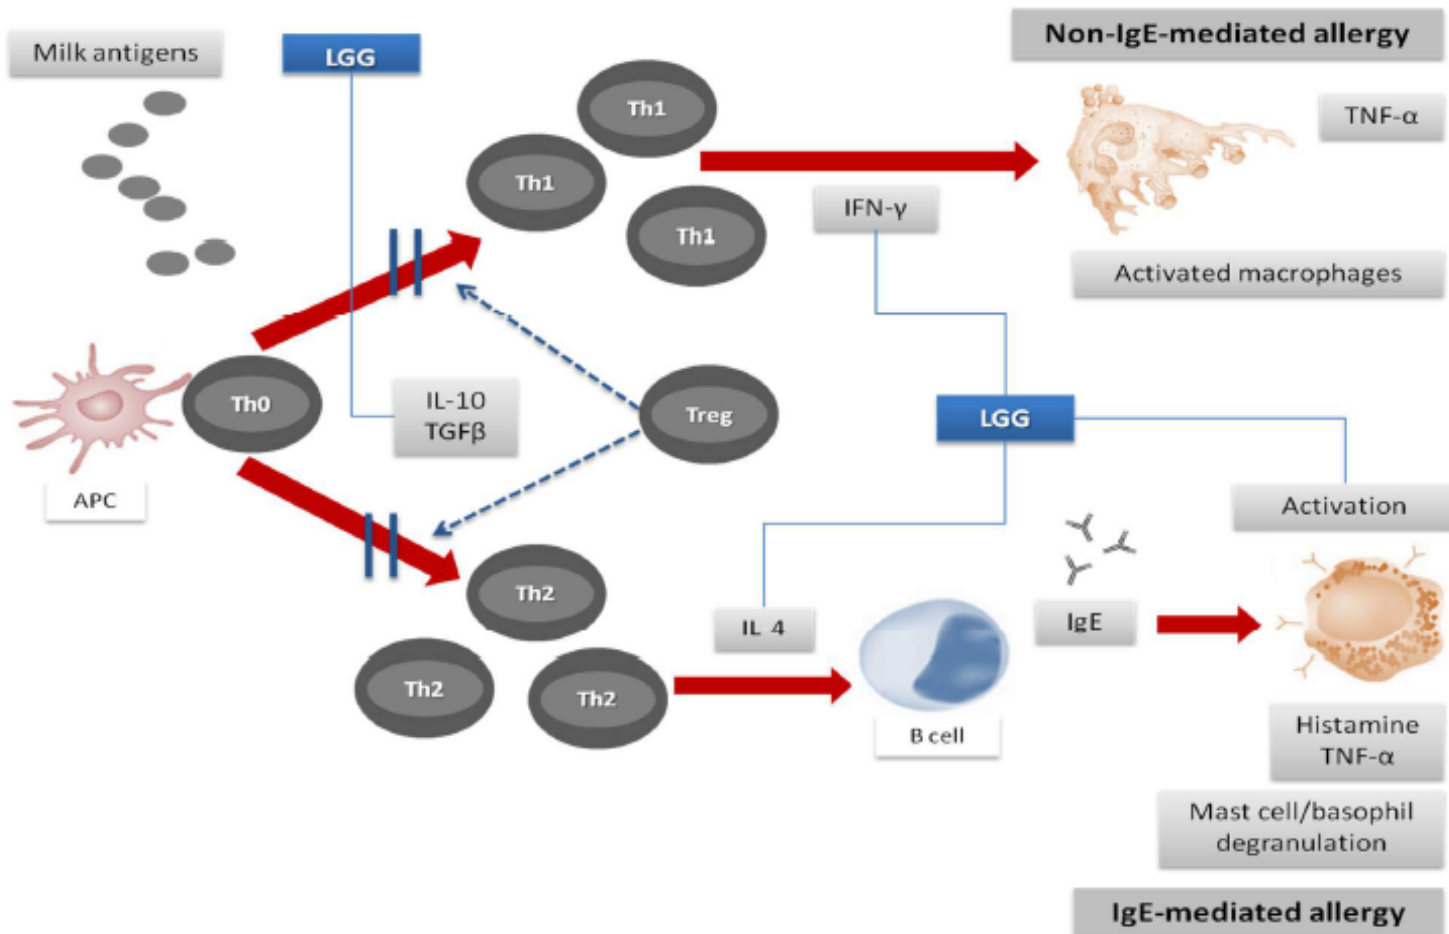 Milk antigens
LGG
Non-IgE-mediated allergy
Th1
Th1
Th1
TNF-α
IFN-γ
Activated macrophages
Th0
IL-10
TGFβ
Treg
LGG
APC
Activation
Th2
Th2
Th2
IL 4
IgE
B cell
Histamine
TNF-α
Mast cell/basophil
degranulation
IgE-mediated allergy